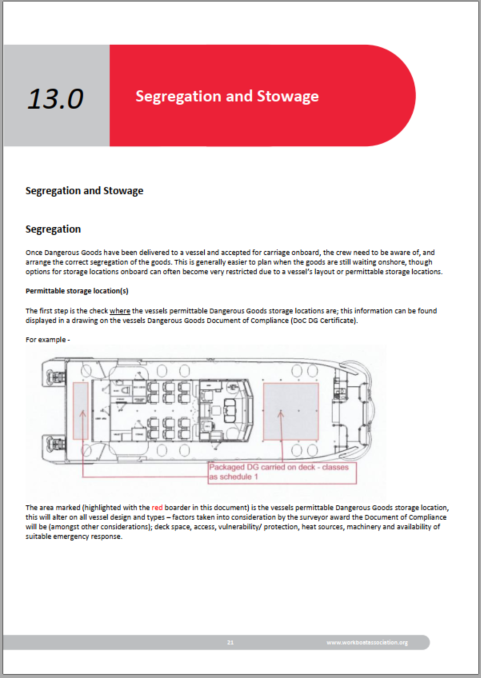 13.0
Segregation and Stowage
Segregation and Stowage
Segregation
Once Dangerous Goods have been delivered to a vessel and accepted for carriage onboard, the crew need to be aware of, and
arrange the correct segregation of the goods. This is generally easier to plan when the goods are still waiting onshore, though
options for storage locations onboard can often become very restricted due to a vessel's layout or permittable storage locations.
Permittable storage location(s)
The first step is the check where the vessels permittable Dangerous Goods storage locations are; this information can be found
displayed in a drawing on the vessels Dangerous Goods Document of Compliance (DoC DG Certificate).
For example -
Packaged DG carried on deck - classes
as schedule 1
The area marked (highlighted with the red boarder in this document) is the vessels permittable Dangerous Goods storage location,
this will alter on all vessel design and types – factors taken into consideration by the surveyor award the Document of Compliance
will be (amongst other considerations); deck space, access, vulnerability/ protection, heat sources, machinery and availability of
suitable emergency response.
21
www.workboatassociation.org